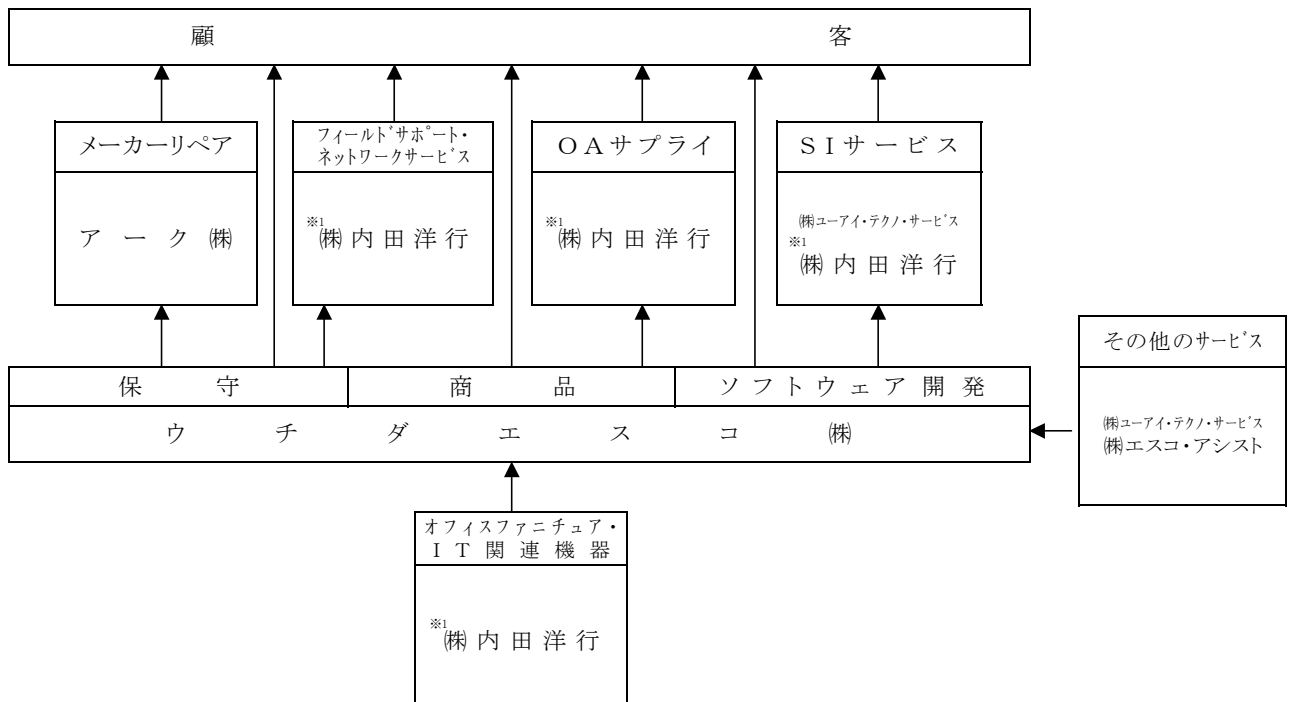 顧客
メーカーリペア
アーク㈱
フィールドサポート・
ネットワークサービス
※1
㈱内田洋行
OAサプライ
※1
㈱内田洋行
SIサービス
㈱ユーアイ・テクノ・サービス
※1
㈱内田洋行
その他のサービス
㈱ユーアイ・テクノ・サービス
㈱エスコ・アシスト
保守
商品
ソフトウェア開発
ウチダエスコ㈱
オフィスファニチュア・
IT関連機器
※1
㈱内田洋行